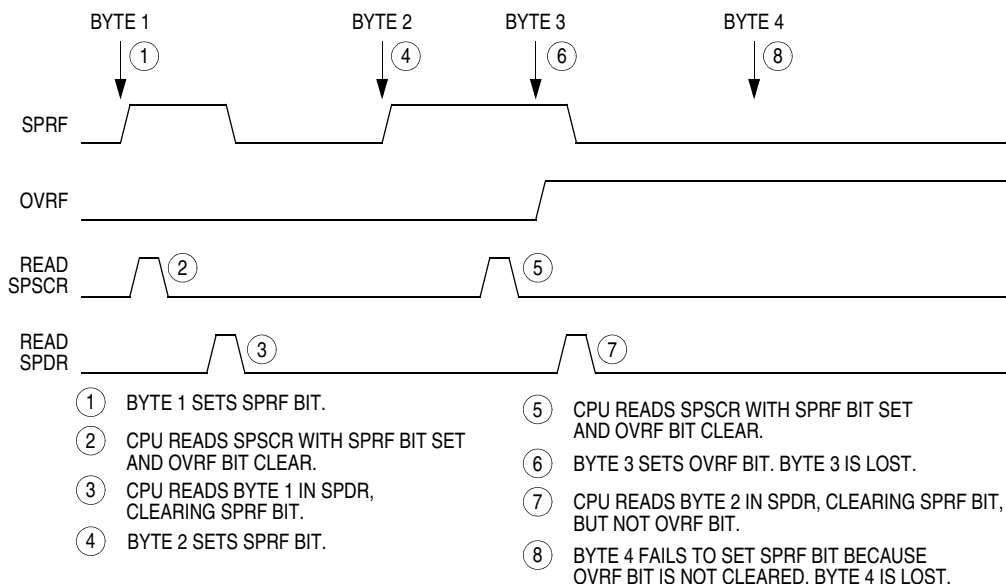 BYTE 1
BYTE 2
BYTE 3
BYTE 4
1
4
6
8
SPRF
OVRF
READ
SPSCR
2
5
READ
SPDR
3
7
1 BYTE 1 SETS SPRF BIT.
2 CPU READS SPSCR WITH SPRF BIT SET
AND OVRF BIT CLEAR.
3 CPU READS BYTE 1 IN SPDR,
CLEARING SPRF BIT.
4 BYTE 2 SETS SPRF BIT.
5 CPU READS SPSCR WITH SPRF BIT SET
AND OVRF BIT CLEAR.
6 BYTE 3 SETS OVRF BIT. BYTE 3 IS LOST.
7 CPU READS BYTE 2 IN SPDR, CLEARING SPRF BIT,
BUT NOT OVRF BIT.
8 BYTE 4 FAILS TO SET SPRF BIT BECAUSE
OVRF BIT IS NOT CLEARED. BYTE 4 IS LOST.